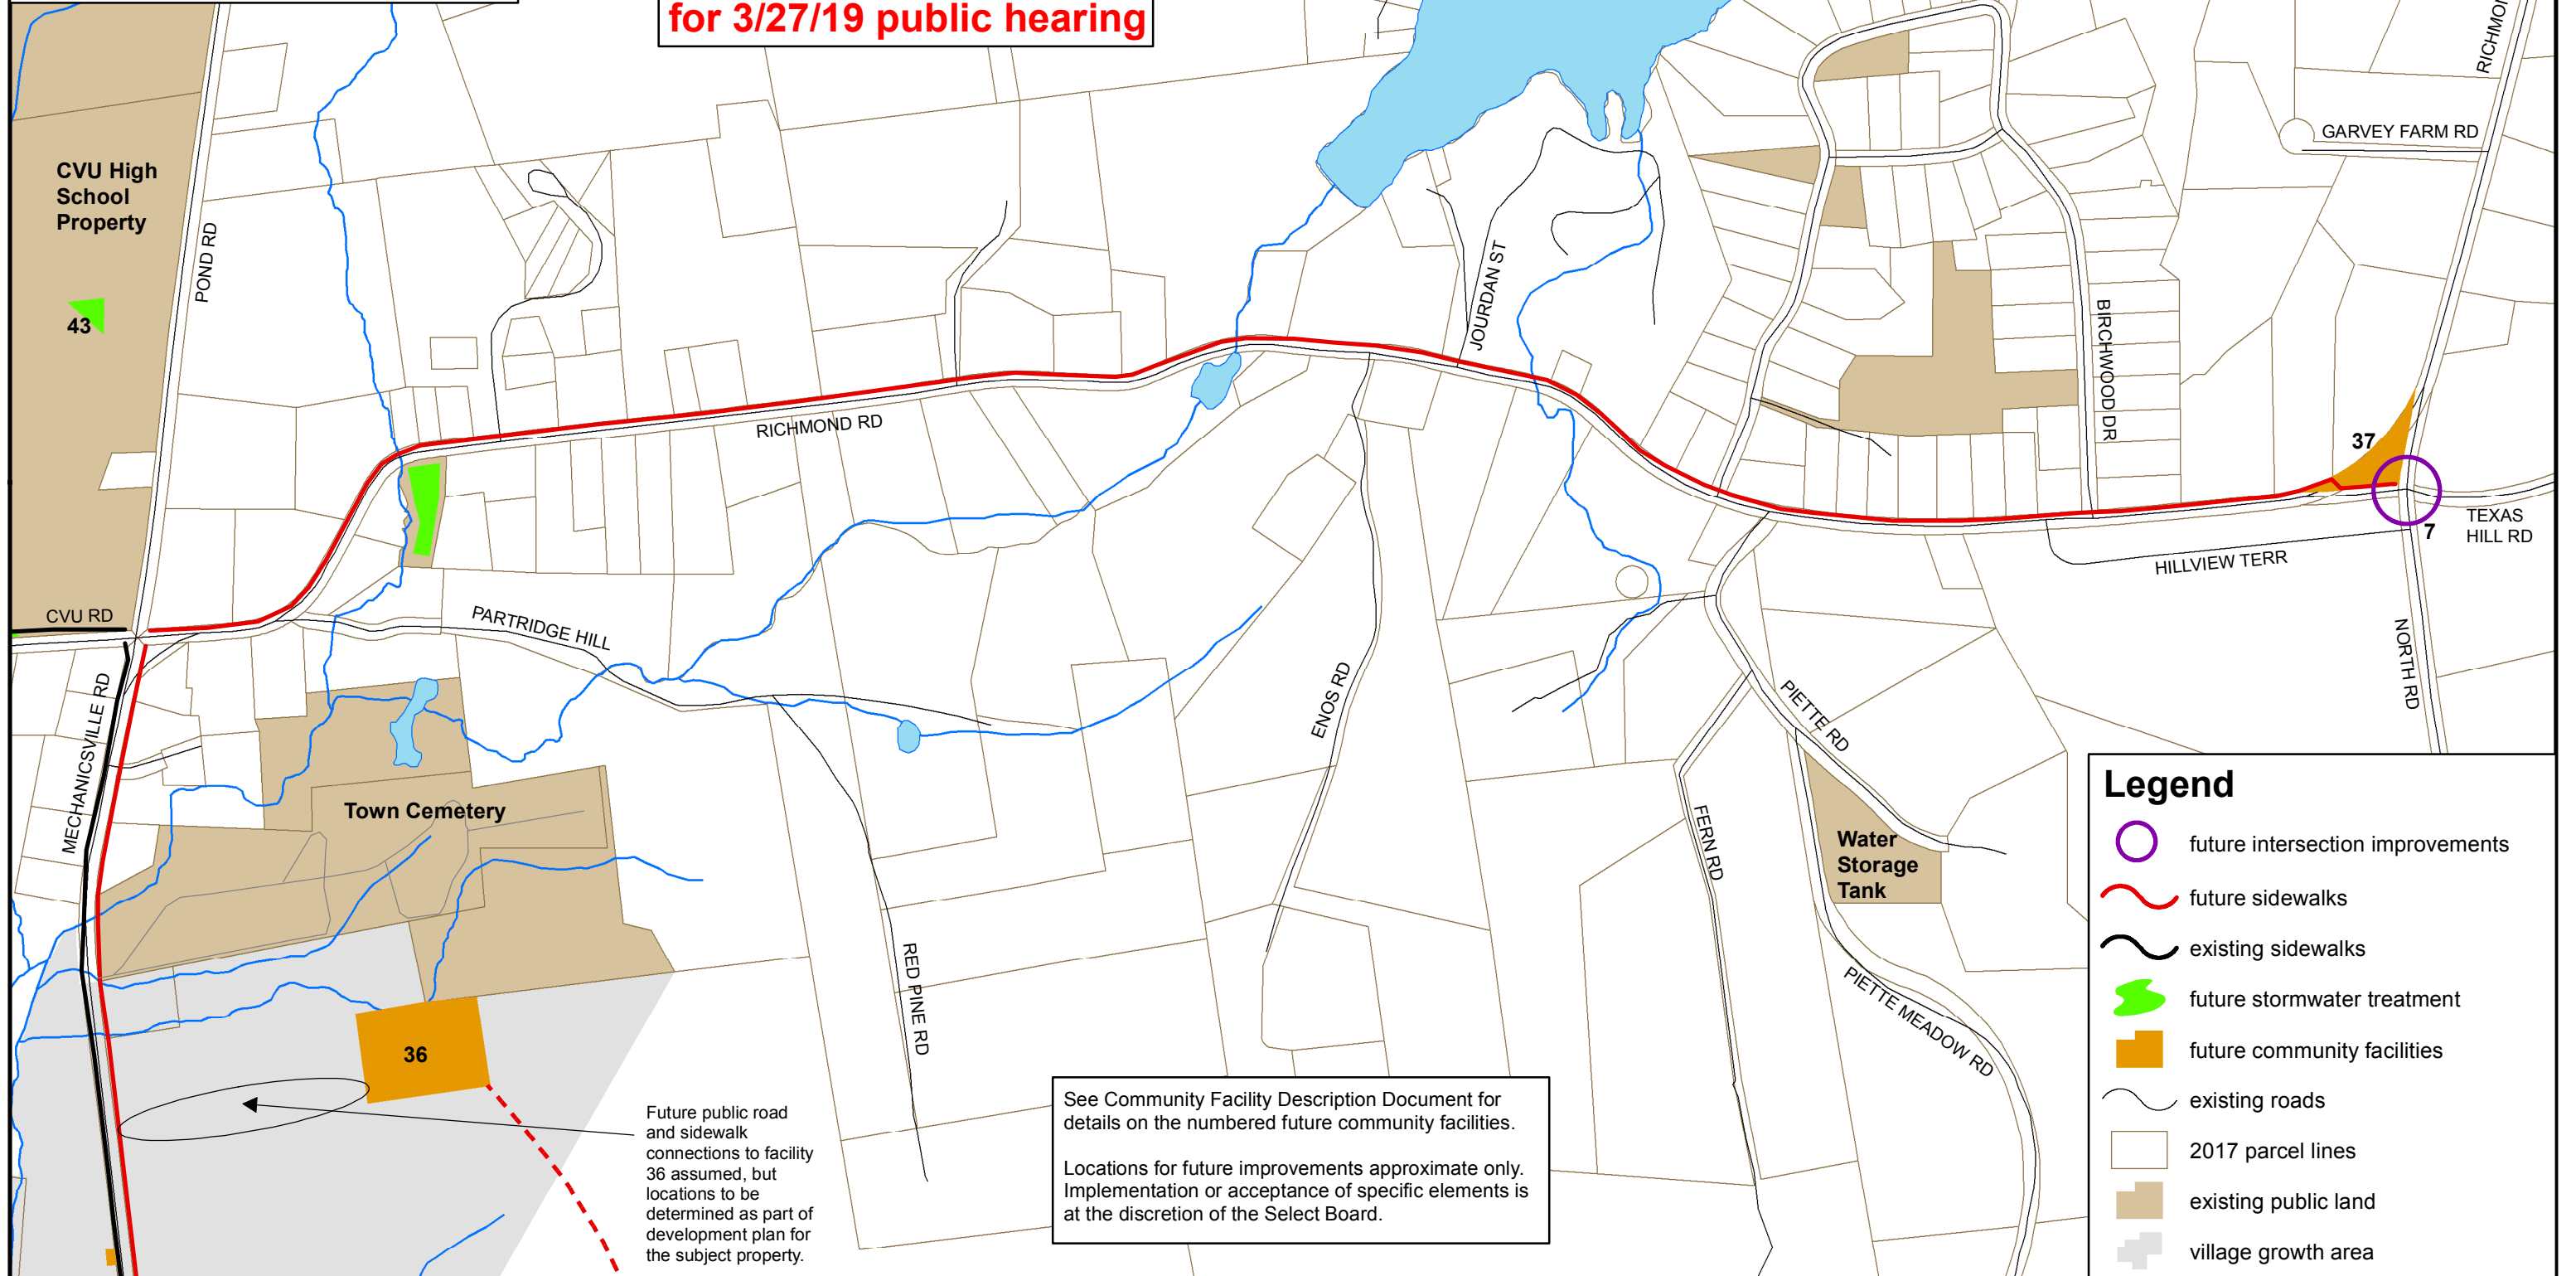 for 3/27/19 public hearing
RICHMO
GARVEY FARM RD
CVU High
School
Property
POND RD
43
JOURDAN ST
BIRCHWOOD DR
RICHMOND RD
37
7
TEXAS
HILL RD
HILLVIEW TERR
CVU RD
PARTRIDGE HILL
NORTH RD
MECHANICSVILLE RD
ENOS RD
PIETTE RD
Town Cemetery
FERN RD
Water
Storage
Tank
RED PINE RD
PIETTE MEADOW RD
36
Future public road
and sidewalk
connections to facility
36 assumed, but
locations to be
determined as part of
development plan for
the subject property.
See Community Facility Description Document for
details on the numbered future community facilities.
Locations for future improvements approximate only.
Implementation or acceptance of specific elements is
at the discretion of the Select Board.
Legend
future intersection improvements
future sidewalks
existing sidewalks
future stormwater treatment
future community facilities
existing roads
2017 parcel lines
existing public land
village growth area